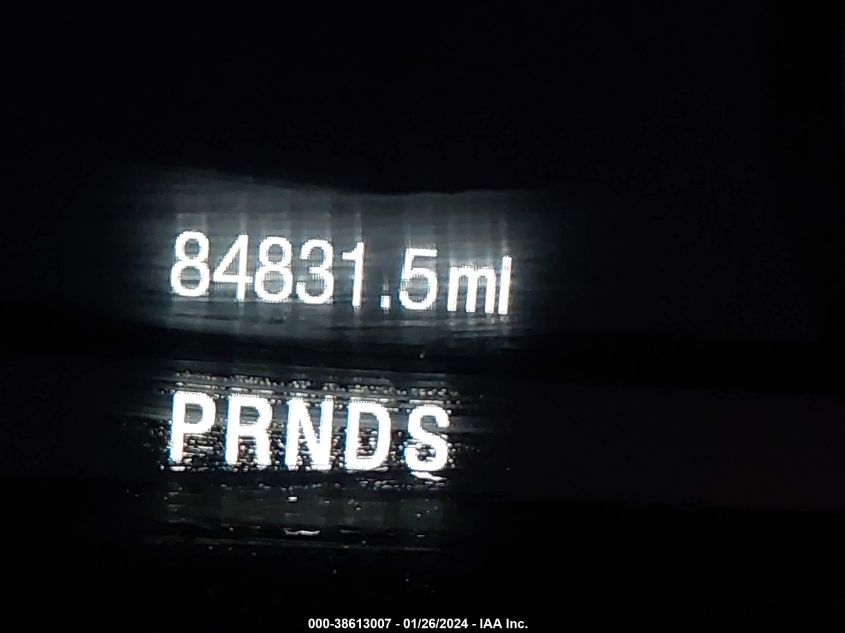 84831.5mi
PRNDS
000-38613007 - 01/26/2024 - IAA Inc.